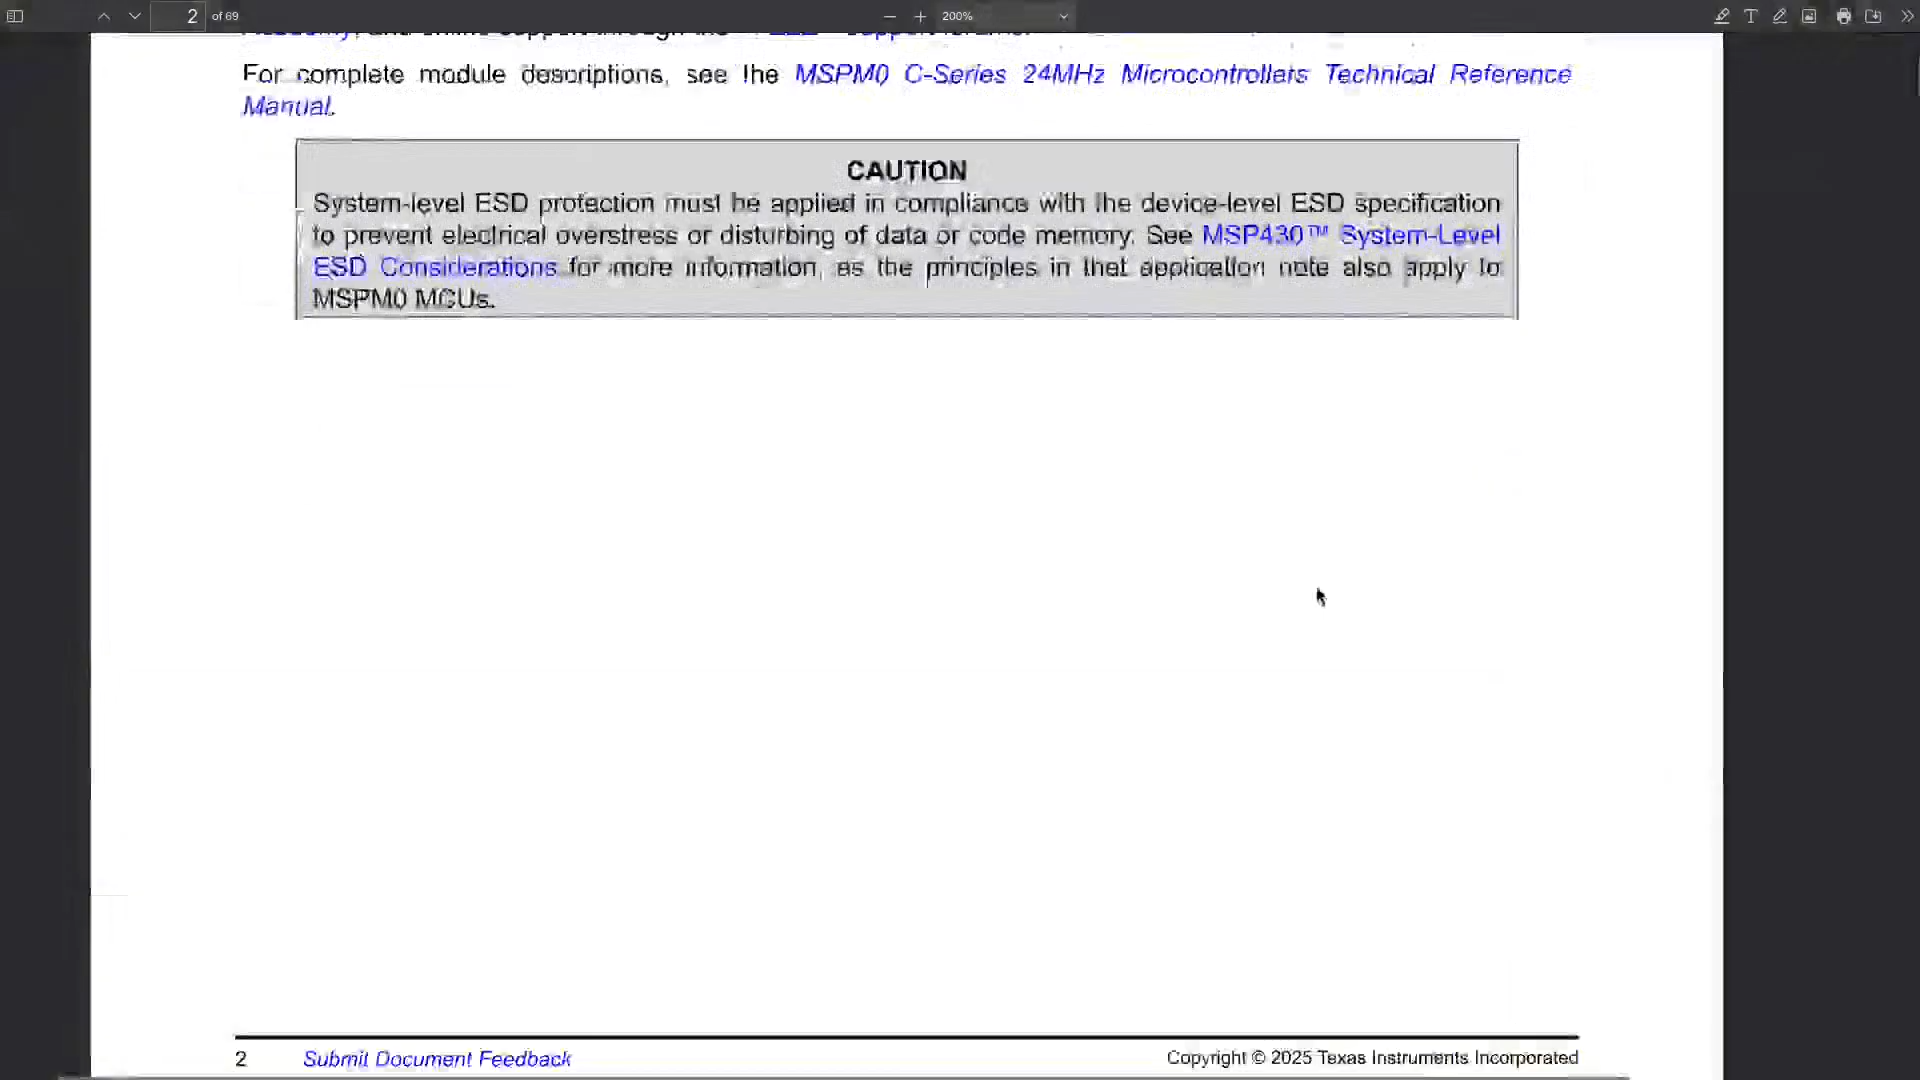 2 of 69
200%
For complete module descriptions, see the MSPM0 C-Series 24MHz Microcontrollers Technical Reference
Manual.
CAUTION
System-level ESD protection must be applied in compliance with the device-level ESD specification
to prevent electrical overstress or disturbing of data or code memory. See MSP430™ System-Level
ESD Considerations for more information, as the principles in that application note also apply to
MSPM0 MCUs.
2 Submit Document Feedback
Copyright © 2025 Texas Instruments Incorporated